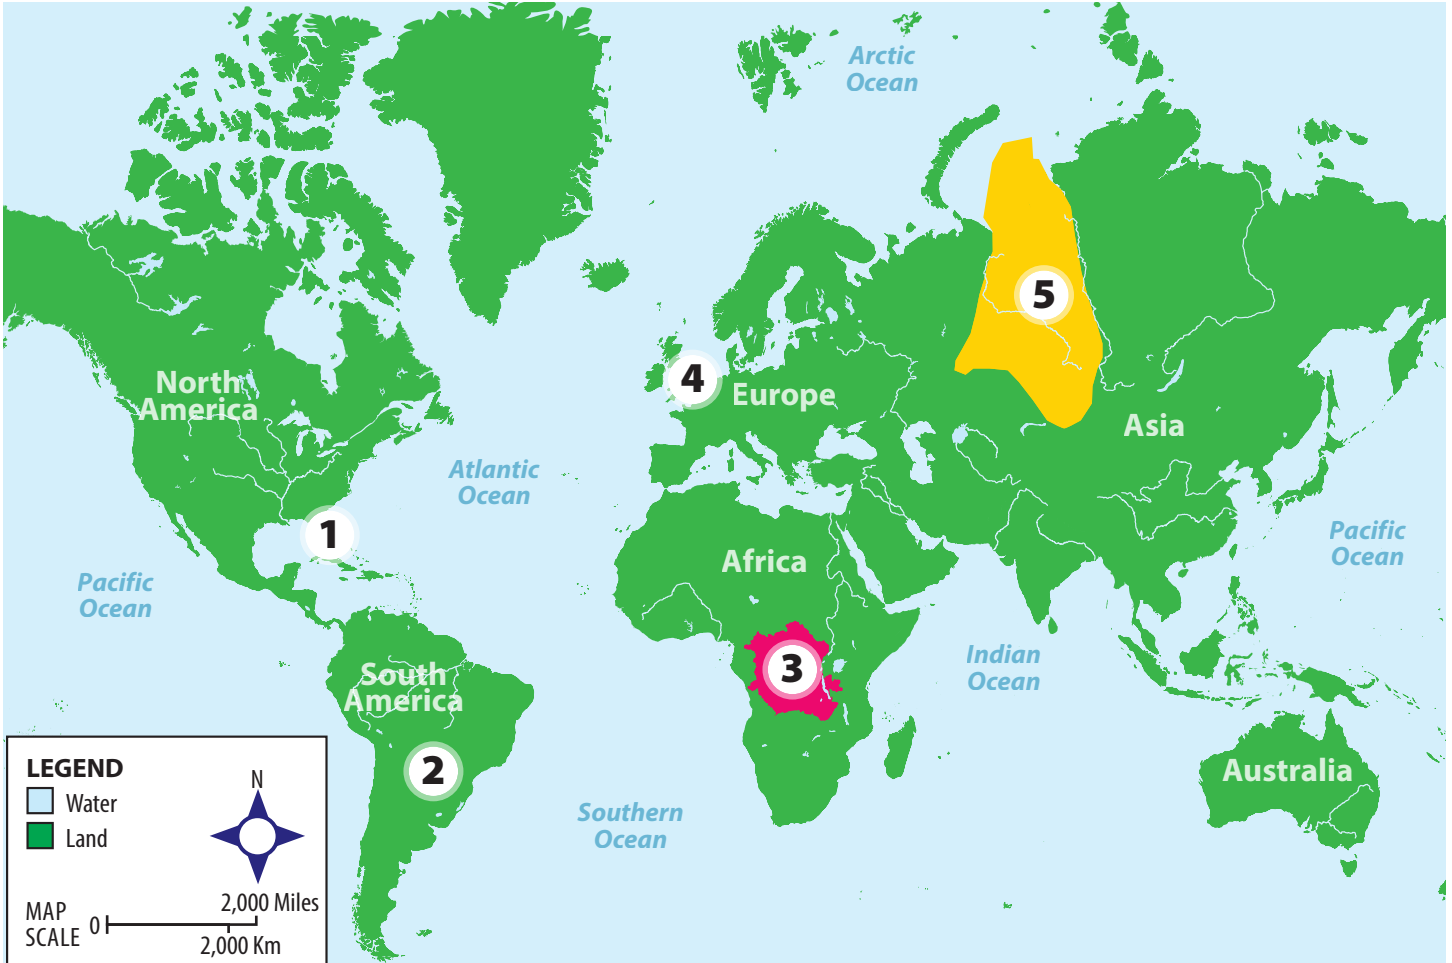 Arctic
Ocean
5
North
America
4
Europe
Asia
Atlantic
Ocean
1
Pacific
Ocean
Africa
Pacific
Ocean
3
Indian
Ocean
South
America
2
Australia
Southern
Ocean
LEGEND
Water
Land
N
MAP
SCALE
0
2,000 Miles
2,000 Km